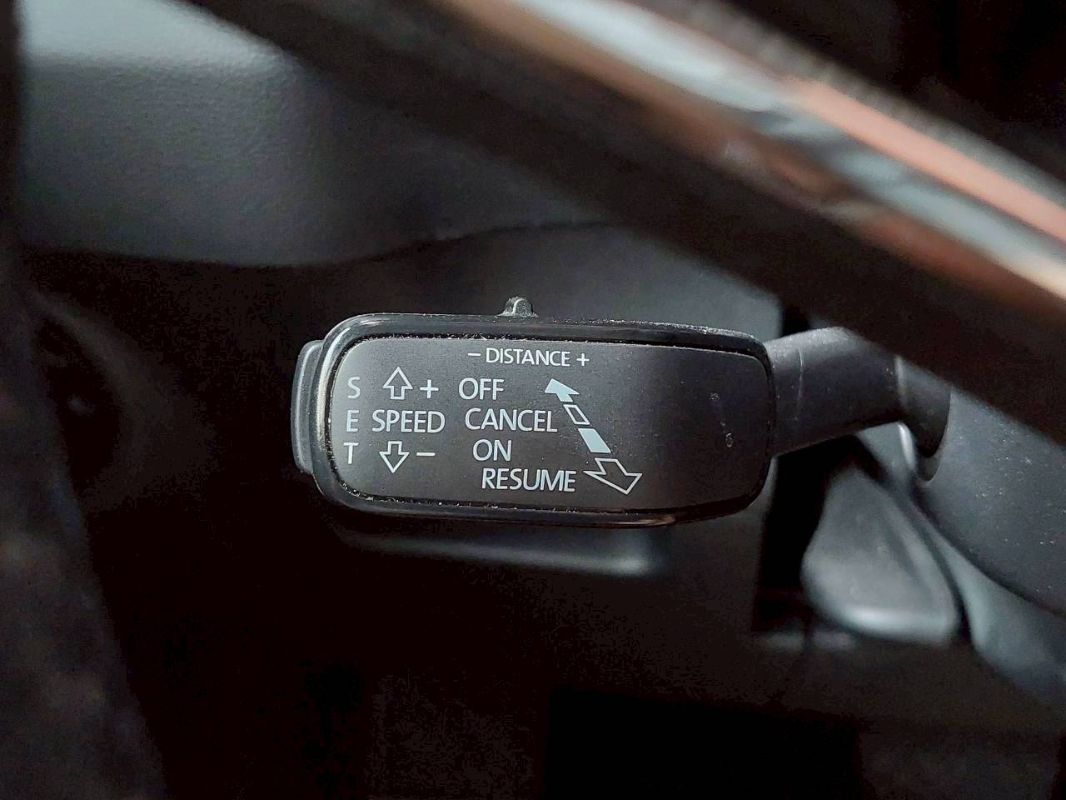 - DISTANCE +
S + OFF
E SPEED CANCEL
T - ON
RESUME